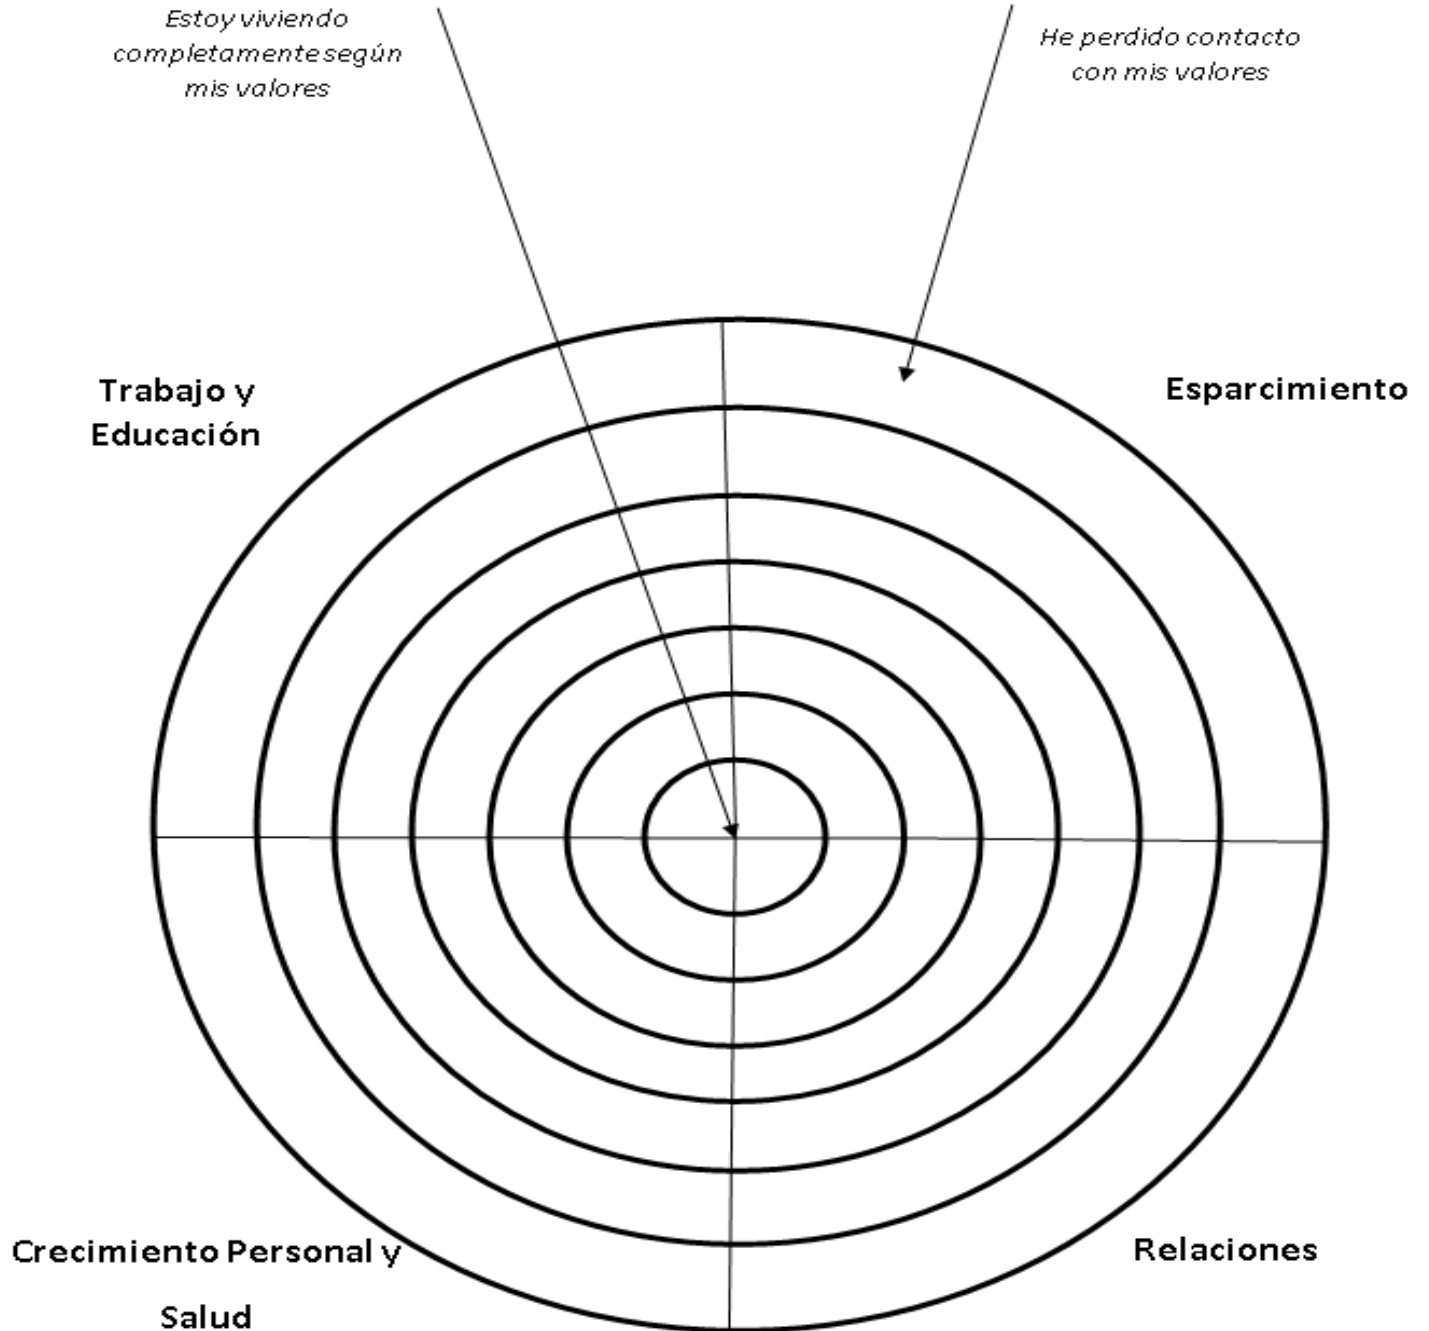 Estoy viviendo
completamente según
mis valores
He perdido contacto
con mis valores
Trabajo y
Educación
Esparcimiento
Crecimiento Personal y
Salud
Relaciones